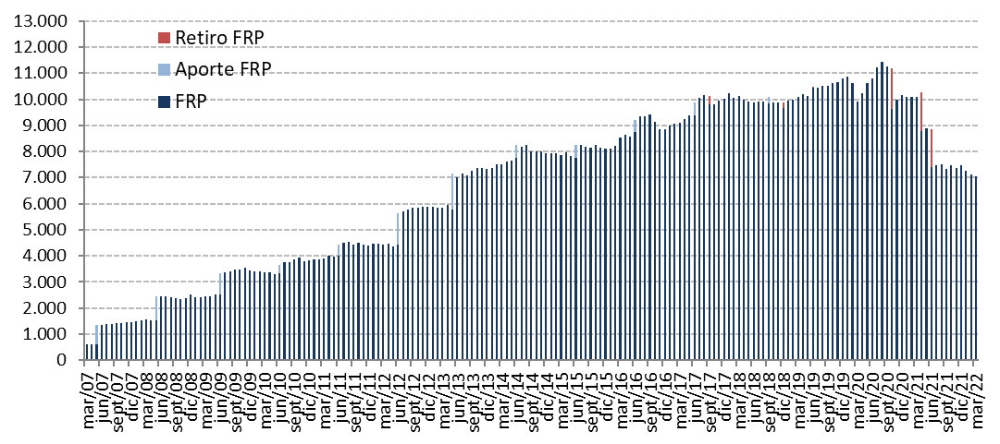 13.000
12.000
11.000
10.000
9.000
8.000
7.000
6.000
5.000
4.000
3.000
2.000
1.000
0
Retiro FRP
Aporte FRP
FRP
mar/07
jun/07
sept/07
dic/07
mar/08
jun/08
sept/08
dic/08
mar/09
jun/09
sept/09
dic/09
mar/10
jun/10
sept/10
dic/10
mar/11
jun/11
sept/11
dic/11
mar/12
jun/12
sept/12
dic/12
mar/13
jun/13
sept/13
dic/13
mar/14
jun/14
sept/14
dic/14
mar/15
jun/15
sept/15
dic/15
mar/16
jun/16
sept/16
dic/16
mar/17
jun/17
sept/17
dic/17
mar/18
jun/18
sept/18
dic/18
mar/19
jun/19
sept/19
dic/19
mar/20
jun/20
sept/20
dic/20
mar/21
jun/21
sept/21
dic/21
mar/22